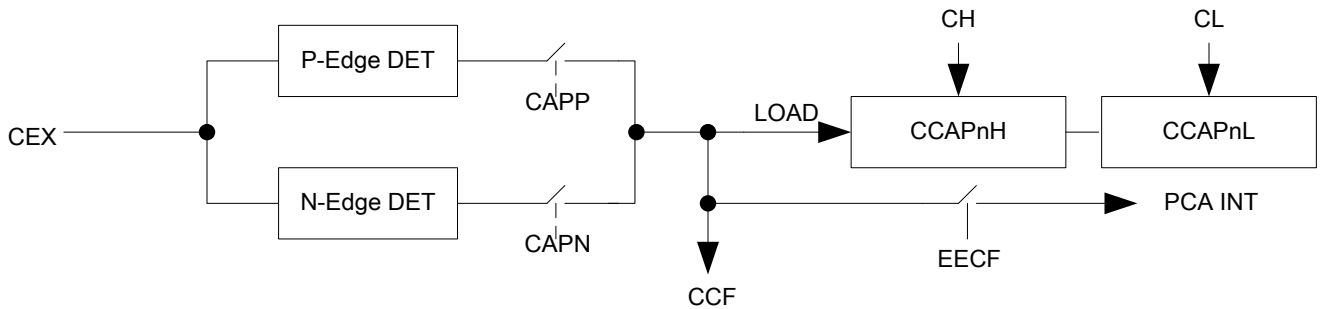 CH
CL
P-Edge DET
CAPP
LOAD
CEX
CCAPnH
CCAPnL
N-Edge DET
CAPN
PCA INT
EECF
CCF